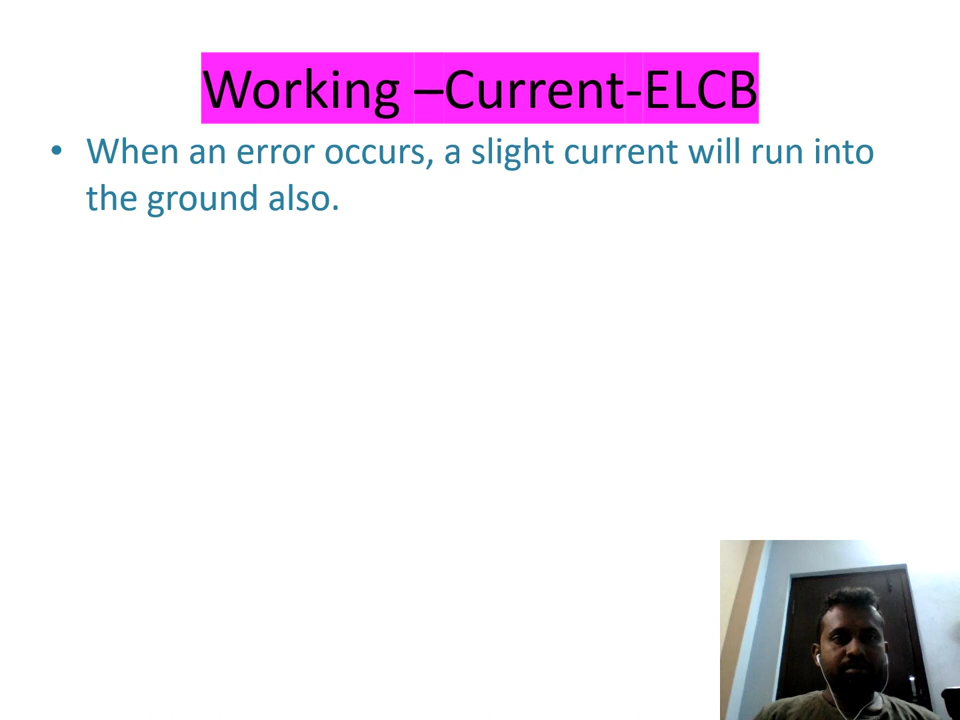 Working –Current-ELCB
• When an error occurs, a slight current will run into
the ground also.